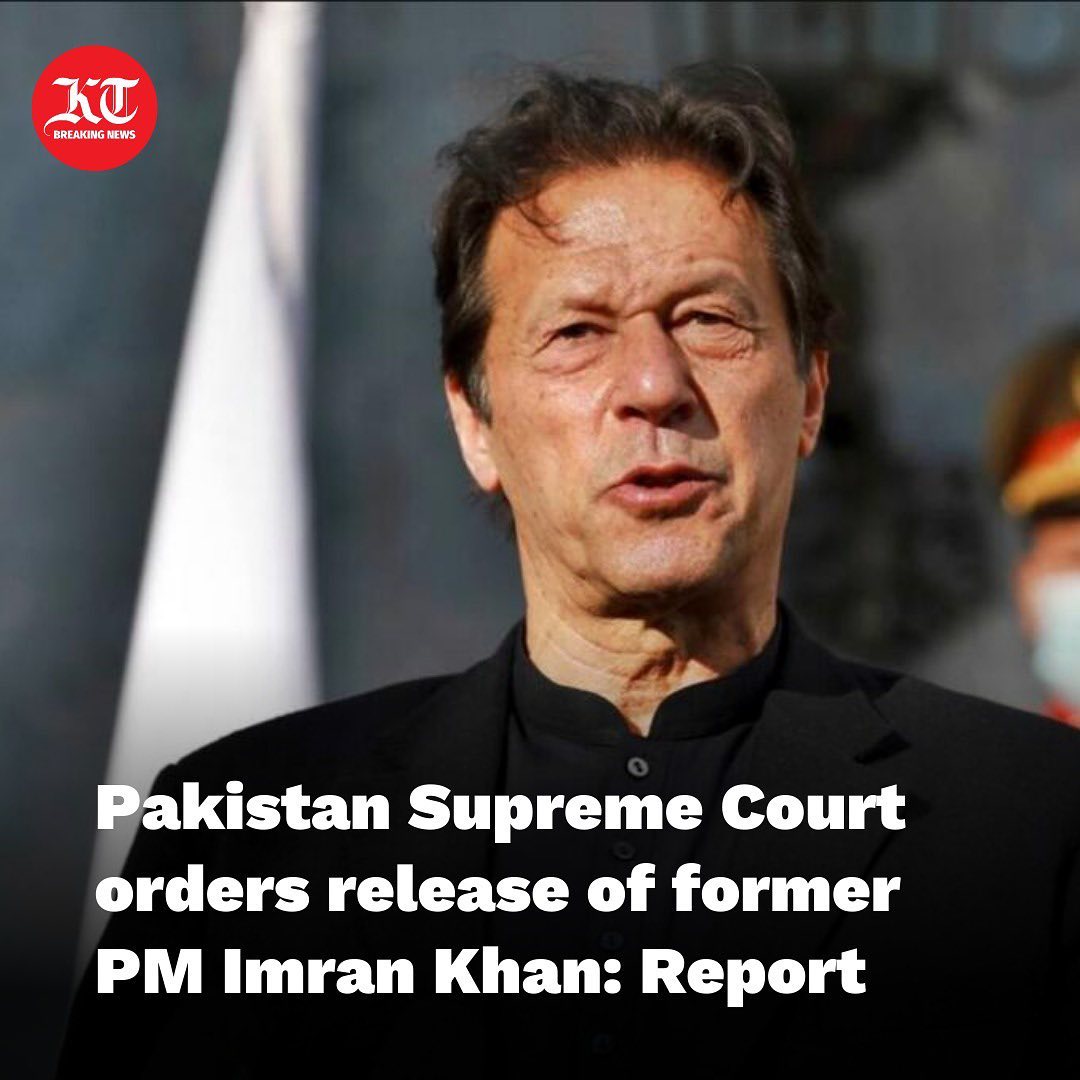 KT
BREAKING NEWS
Pakistan Supreme Court
orders release of former
PM Imran Khan: Report